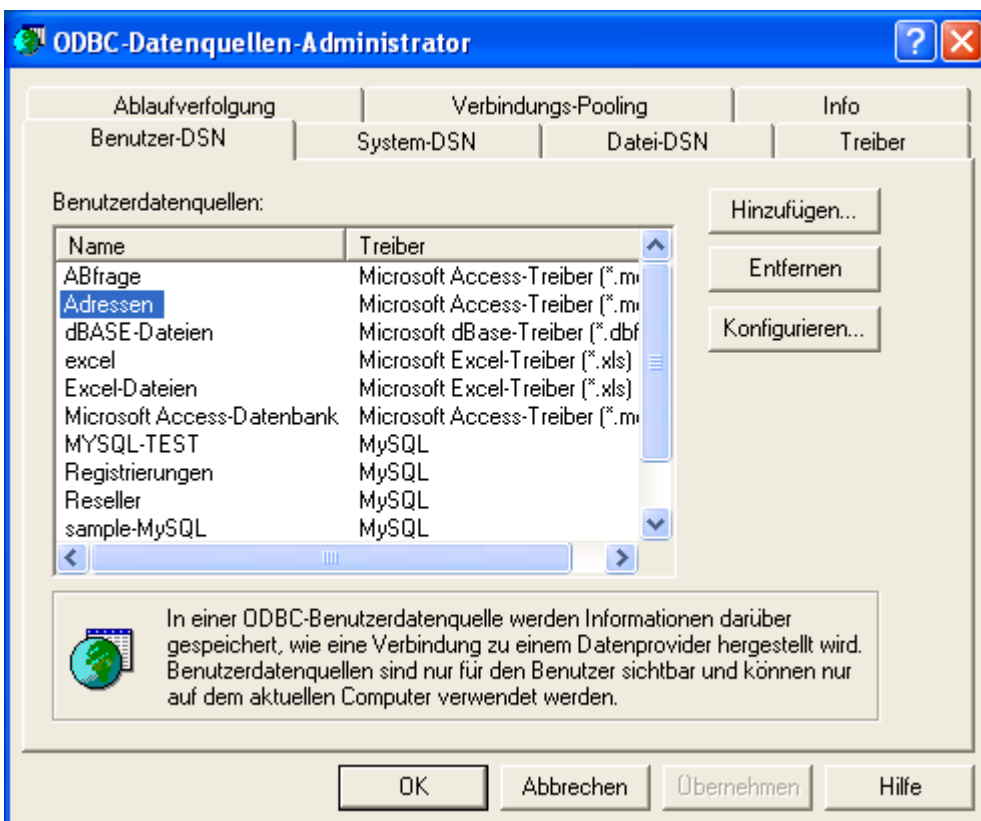 ODBC-Datenquellen-Administrator
Ablaufverfolgung Verbindungs-Pooling Info
Benutzer-DSN System-DSN Datei-DSN Treiber
Benutzerdatenquellen:
Hinzufügen...
Name Treiber
ABfrage Microsoft Access-Treiber (*.m
Entfernen
Adressen Microsoft Access-Treiber (*.m
dBASE-Dateien Microsoft dBase-Treiber (*.dbf
Konfigurieren...
excel Microsoft Excel-Treiber (*.xls)
Excel-Dateien Microsoft Excel-Treiber (*.xls)
Microsoft Access-Datenbank Microsoft Access-Treiber (*.m
MYSQL-TEST MySQL
Registrierungen MySQL
Reseller MySQL
sample-MySQL MySQL
In einer ODBC-Benutzerdatenquelle werden Informationen darüber
gespeichert, wie eine Verbindung zu einem Datenprovider hergestellt wird.
Benutzerdatenquellen sind nur für den Benutzer sichtbar und können nur
auf dem aktuellen Computer verwendet werden.
OK Abbrechen Übernehmen Hilfe